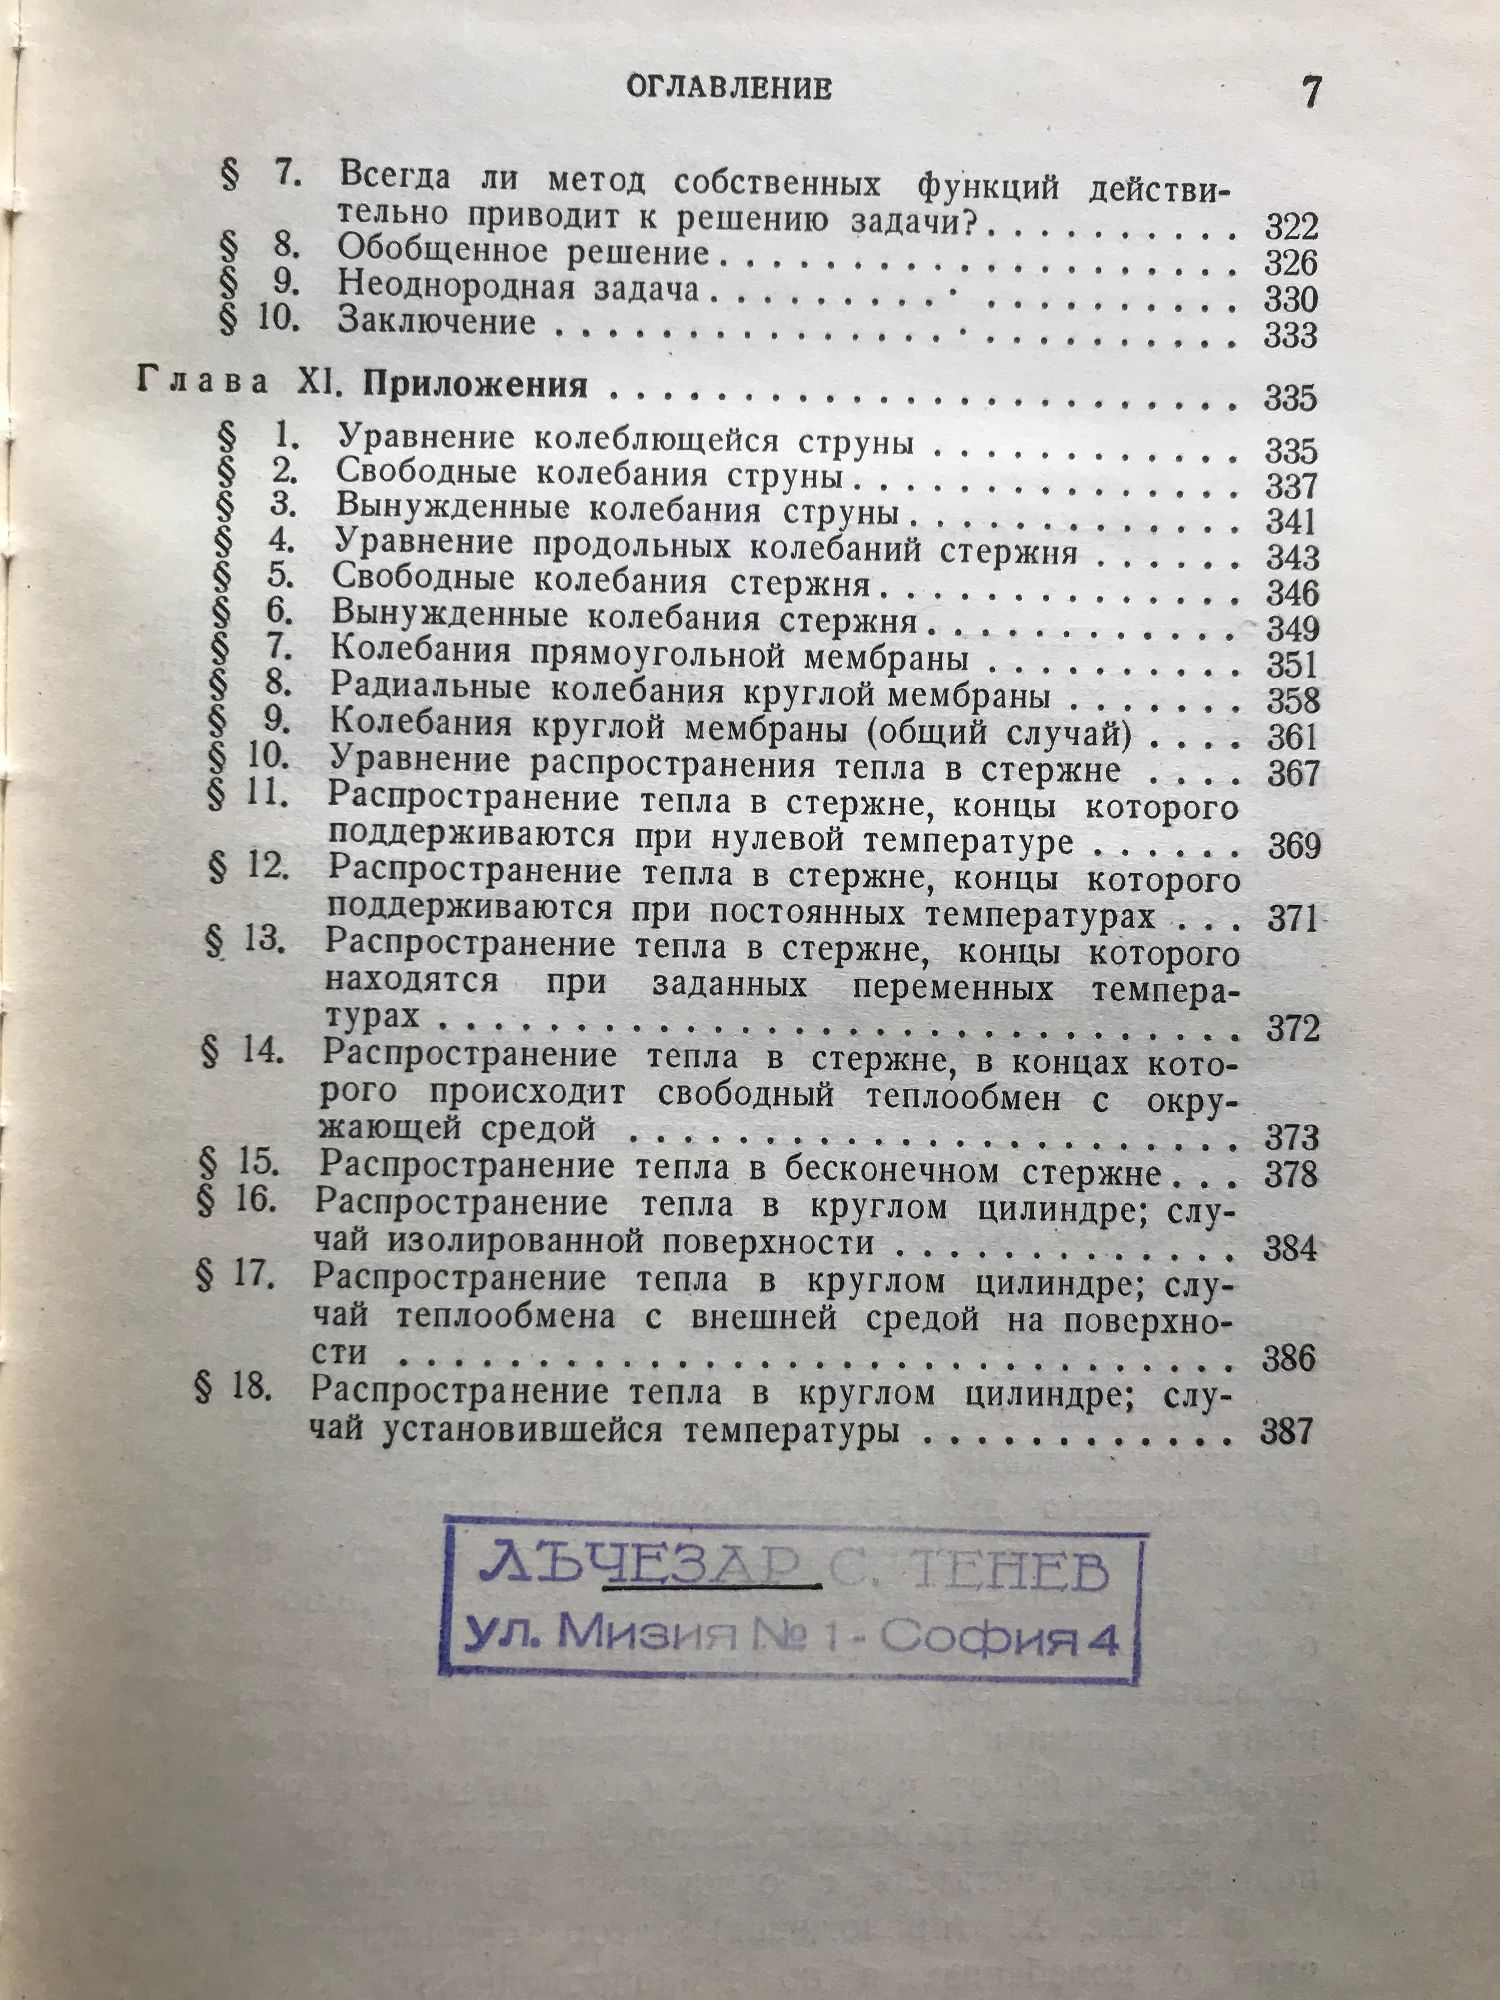 ОГЛАВЛЕНИЕ 7
§ 7. Всегда ли метод собственных функций действи-
тельно приводит к решению задачи? . . . . . . . . . . 322
§ 8. Обобщенное решение . . . . . . . . . . . . . . . . . . . . 326
§ 9. Неоднородная задача . . . . . . . . . . . . . . . . . . . . 330
§ 10. Заключение . . . . . . . . . . . . . . . . . . . . . . . . . . 333
Глава XI. Приложения . . . . . . . . . . . . . . . . . . . . . . . . 335
§ 1. Уравнение колеблющейся струны . . . . . . . . . . . . 335
§ 2. Свободные колебания струны . . . . . . . . . . . . . . . 337
§ 3. Вынужденные колебания струны . . . . . . . . . . . . . 341
§ 4. Уравнение продольных колебаний стержня . . . . . . 343
§ 5. Свободные колебания стержня . . . . . . . . . . . . . . 346
§ 6. Вынужденные колебания стержня . . . . . . . . . . . . 349
§ 7. Колебания прямоугольной мембраны . . . . . . . . . . 351
§ 8. Радиальные колебания круглой мембраны . . . . . . . 358
§ 9. Колебания круглой мембраны (общий случай) . . . . 361
§ 10. Уравнение распространения тепла в стержне . . . . 367
§ 11. Распространение тепла в стержне, концы которого
поддерживаются при нулевой температуре . . . . . . 369
§ 12. Распространение тепла в стержне, концы которого
поддерживаются при постоянных температурах . . . 371
§ 13. Распространение тепла в стержне, концы которого
находятся при заданных переменных темпера-
турах . . . . . . . . . . . . . . . . . . . . . . . . . . . . . . 372
§ 14. Распространение тепла в стержне, в концах кото-
рого происходит свободный теплообмен с окру-
жающей средой . . . . . . . . . . . . . . . . . . . . . . . 373
§ 15. Распространение тепла в бесконечном стержне . . . 378
§ 16. Распространение тепла в круглом цилиндре; слу-
чай изолированной поверхности . . . . . . . . . . . . . 384
§ 17. Распространение тепла в круглом цилиндре; слу-
чай теплообмена с внешней средой на поверхно-
сти . . . . . . . . . . . . . . . . . . . . . . . . . . . . . . . 386
§ 18. Распространение тепла в круглом цилиндре; слу-
чай установившейся температуры . . . . . . . . . . . . 387
ЛЪЧЕЗАР С. ТЕНЕВ
ул. Мизия № 1 - София 4